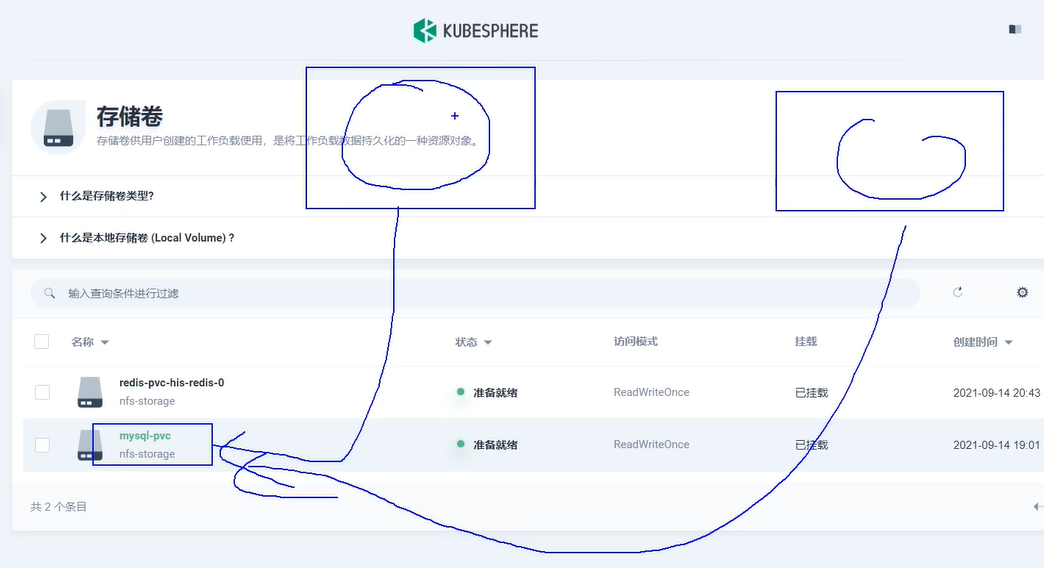 KUBESPHERE
存储卷
存储卷供用户创建的工作负载使用，是将工作负载数据持久化的一种资源对象。
什么是存储卷类型?
什么是本地存储卷 (Local Volume) ?
输入查询条件进行过滤
名称 状态 访问模式 挂载 创建时间
redis-pvc-his-redis-0
nfs-storage
准备就绪 ReadWriteOnce 已挂载 2021-09-14 20:43
mysql-pvc
nfs-storage
准备就绪 ReadWriteOnce 已挂载 2021-09-14 19:01
共 2 个条目